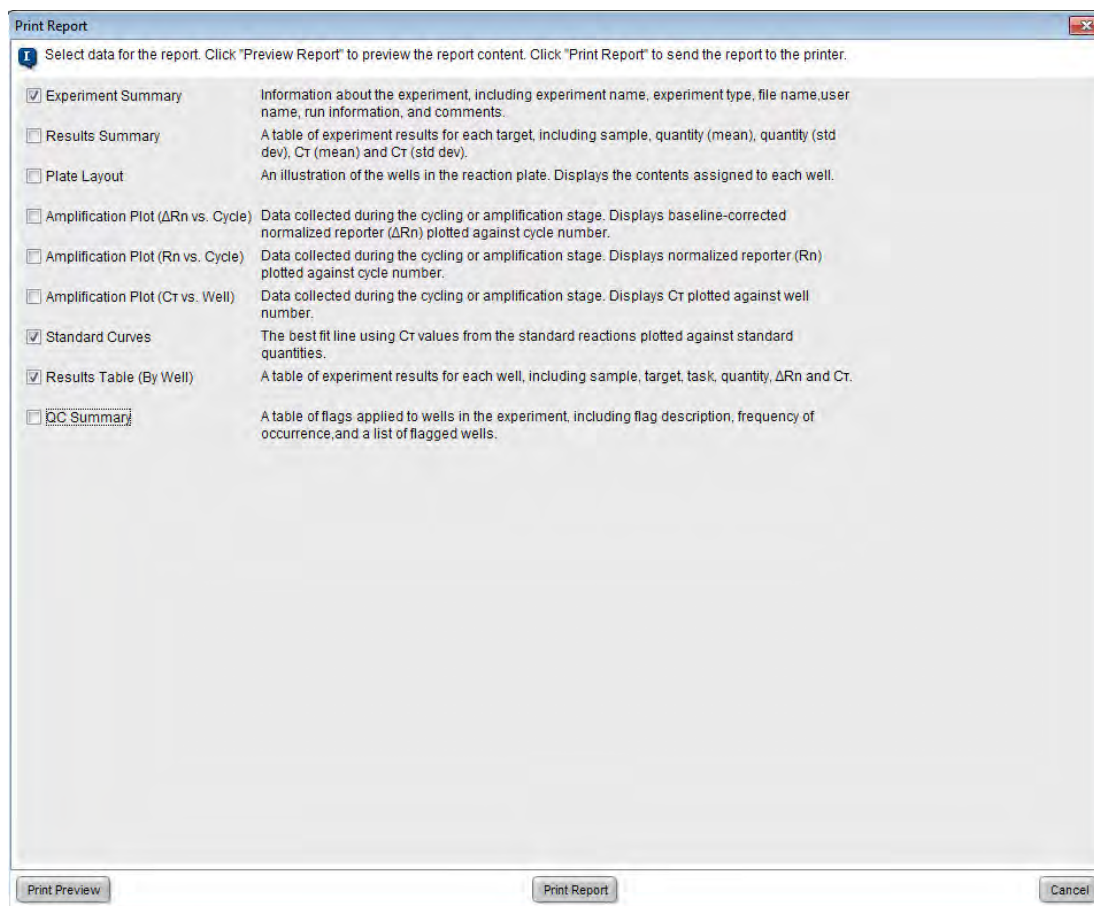 Print Report
Select data for the report. Click "Preview Report" to preview the report content. Click "Print Report" to send the report to the printer.
Experiment Summary Information about the experiment, including experiment name, experiment type, file name,user
name, run information, and comments.
Results Summary A table of experiment results for each target, including sample, quantity (mean), quantity (std
dev), Cт (mean) and Cт (std dev).
Plate Layout An illustration of the wells in the reaction plate. Displays the contents assigned to each well.
Amplification Plot (ΔRn vs. Cycle) Data collected during the cycling or amplification stage. Displays baseline-corrected
normalized reporter (ΔRn) plotted against cycle number.
Amplification Plot (Rn vs. Cycle) Data collected during the cycling or amplification stage. Displays normalized reporter (Rn)
plotted against cycle number.
Amplification Plot (Cт vs. Well) Data collected during the cycling or amplification stage. Displays Cт plotted against well
number.
Standard Curves The best fit line using Cт values from the standard reactions plotted against standard
quantities.
Results Table (By Well) A table of experiment results for each well, including sample, target, task, quantity, ΔRn and Cт.
QC Summary A table of flags applied to wells in the experiment, including flag description, frequency of
occurrence,and a list of flagged wells.
Print Preview Print Report Cancel